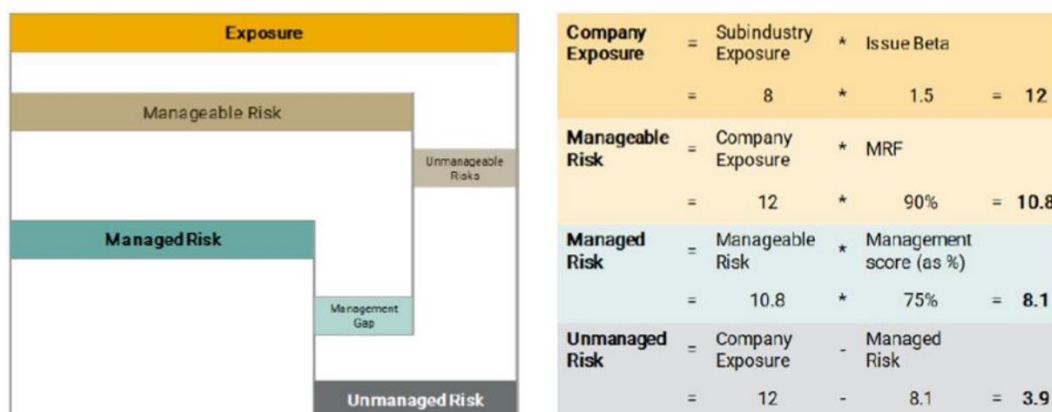 Exposure
Manageable Risk
Unmanageable
Risks
Managed Risk
Management
Gap
Unmanaged Risk
Company Exposure = Subindustry Exposure * Issue Beta
= 8 * 1.5 = 12
Manageable Risk = Company Exposure * MRF
= 12 * 90% = 10.8
Managed Risk = Manageable Risk * Management score (as %)
= 10.8 * 75% = 8.1
Unmanaged Risk = Company Exposure - Managed Risk
= 12 - 8.1 = 3.9